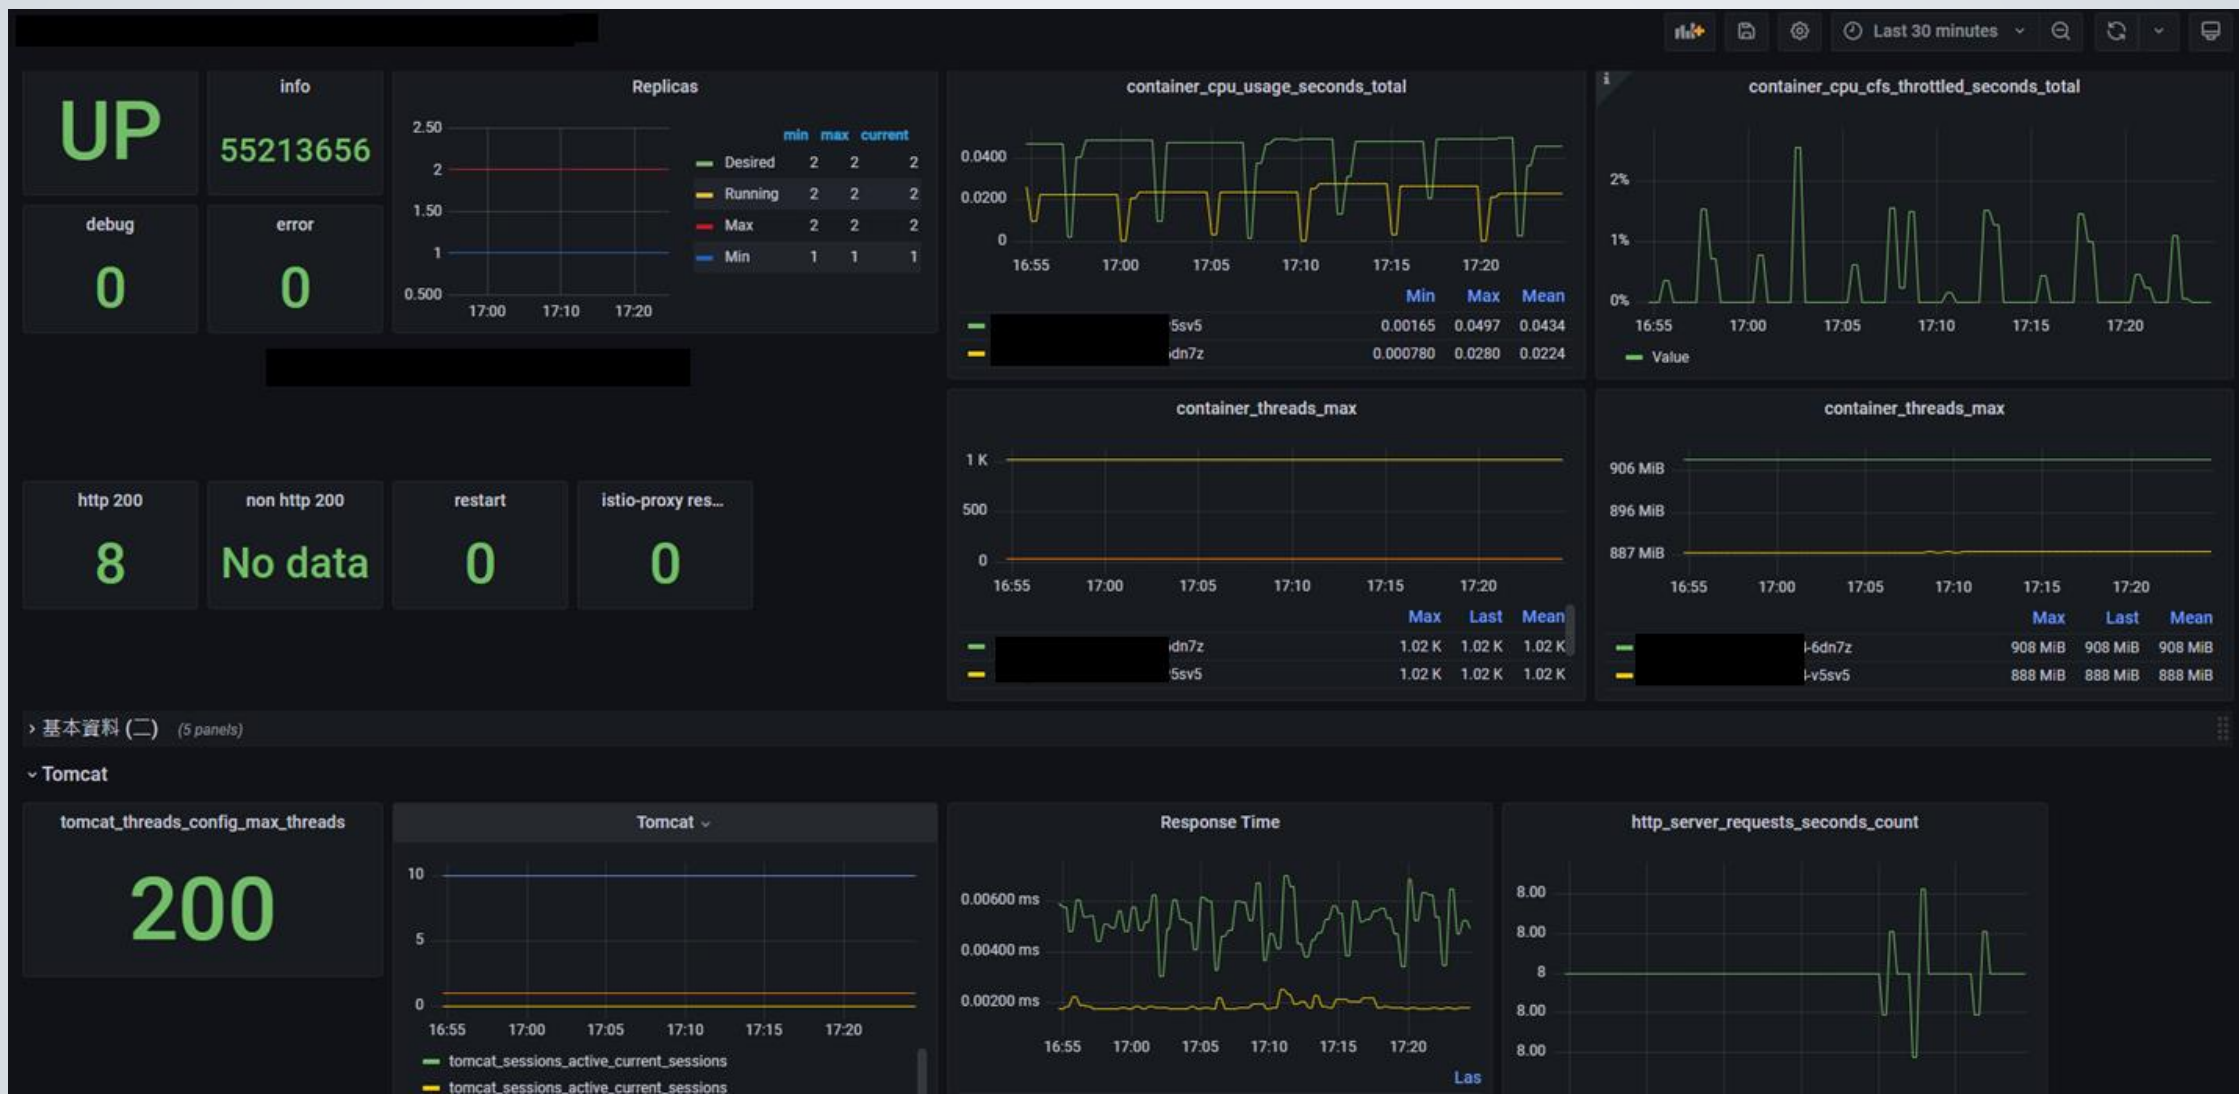 Last 30 minutes
UP
info
55213656
debug
0
error
0
Replicas
2.50
2
1.50
1
0.500
17:00 17:10 17:20
min max current
Desired 2 2 2
Running 2 2 2
Max 2 2 2
Min 1 1 1
container_cpu_usage_seconds_total
0.0400
0.0200
0
16:55 17:00 17:05 17:10 17:15 17:20
Min Max Mean
5sv5 0.00165 0.0497 0.0434
dn7z 0.000780 0.0280 0.0224
i
container_cpu_cfs_throttled_seconds_total
2%
1%
0%
16:55 17:00 17:05 17:10 17:15 17:20
Value
http 200
8
non http 200
No data
restart
0
istio-proxy res...
0
container_threads_max
1 K
500
0
16:55 17:00 17:05 17:10 17:15 17:20
Max Last Mean
dn7z 1.02 K 1.02 K 1.02 K
5sv5 1.02 K 1.02 K 1.02 K
container_threads_max
906 MiB
896 MiB
887 MiB
16:55 17:00 17:05 17:10 17:15 17:20
Max Last Mean
-6dn7z 908 MiB 908 MiB 908 MiB
-v5sv5 888 MiB 888 MiB 888 MiB
基本資料 (二) (5 panels)
Tomcat
tomcat_threads_config_max_threads
200
Tomcat
10
5
0
16:55 17:00 17:05 17:10 17:15 17:20
tomcat_sessions_active_current_sessions
tomcat_sessions_active_current_sessions
Response Time
0.00600 ms
0.00400 ms
0.00200 ms
16:55 17:00 17:05 17:10 17:15 17:20
Las
http_server_requests_seconds_count
8.00
8.00
8
8.00
8.00